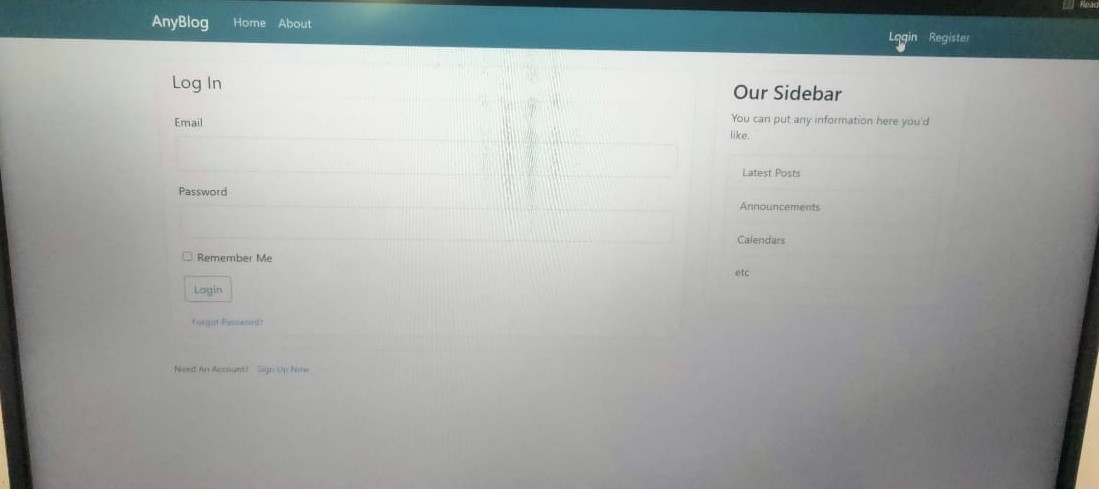 Read
AnyBlog Home About
Login Register
Log In
Email
Password
Remember Me
Login
Forgot Password?
Need An Account? Sign Up Now
Our Sidebar
You can put any information here you'd
like.
Latest Posts
Announcements
Calendars
etc